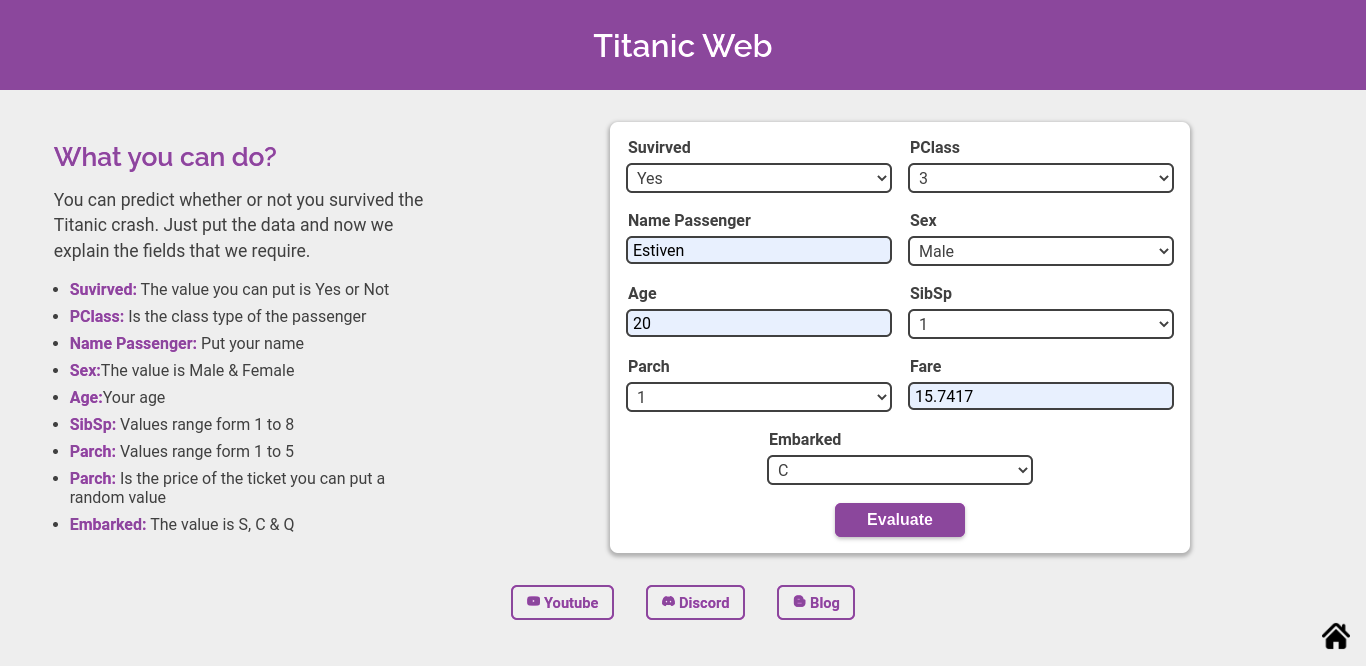 Titanic Web
What you can do?
You can predict whether or not you survived the
Titanic crash. Just put the data and now we
explain the fields that we require.
Suvirved: The value you can put is Yes or Not
PClass: Is the class type of the passenger
Name Passenger: Put your name
Sex:The value is Male & Female
Age:Your age
SibSp: Values range form 1 to 8
Parch: Values range form 1 to 5
Parch: Is the price of the ticket you can put a
random value
Embarked: The value is S, C & Q
Suvirved
Yes
PClass
3
Name Passenger
Estiven
Sex
Male
Age
20
SibSp
1
Parch
1
Fare
15.7417
Embarked
C
Evaluate
Youtube
Discord
Blog